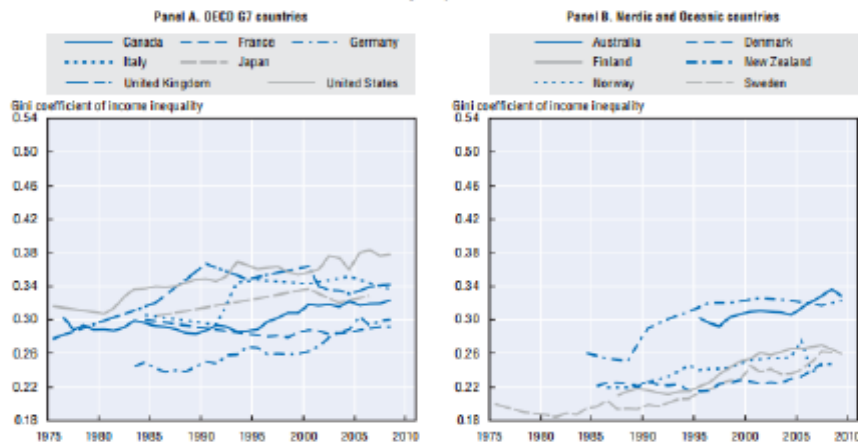 Panel A. OECD G7 countries
Canada France Germany
Italy Japan
United Kingdom United States
Gini coefficient of income inequality
0.54
0.50
0.46
0.42
0.38
0.34
0.30
0.26
0.22
0.18
1975 1980 1985 1990 1995 2000 2005 2010
Panel B. Nordic and Oceanic countries
Australia Denmark
Finland New Zealand
Norway Sweden
Gini coefficient of income inequality
0.54
0.50
0.46
0.42
0.38
0.34
0.30
0.26
0.22
0.18
1975 1980 1985 1990 1995 2000 2005 2010